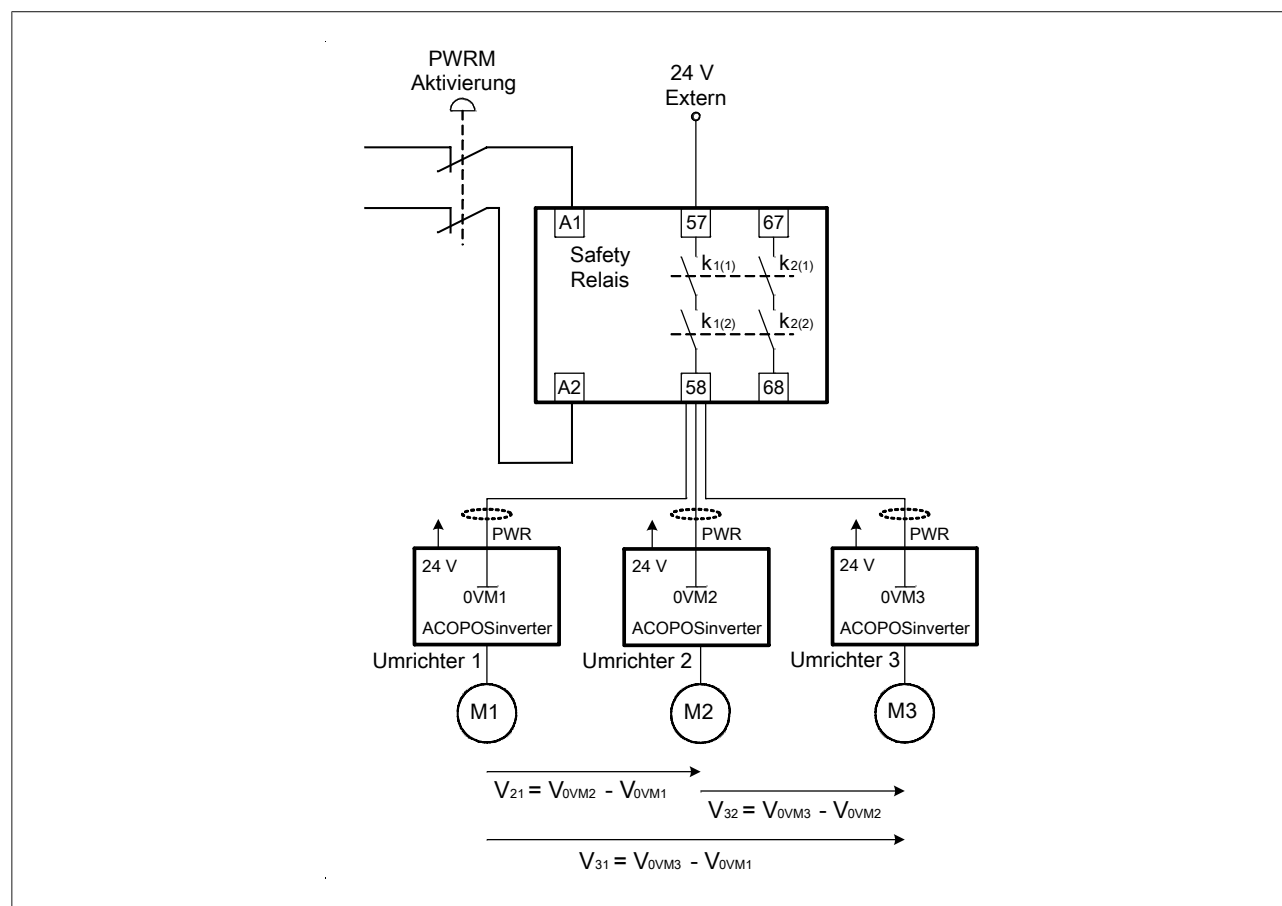 PWRM
Aktivierung
24 V
Extern
A1
57
67
Safety
Relais
k1(1)
k2(1)
k1(2)
k2(2)
A2
58
68
PWR
PWR
PWR
24 V
24 V
24 V
0VM1
0VM2
0VM3
ACOPOSinverter
ACOPOSinverter
ACOPOSinverter
Umrichter 1
Umrichter 2
Umrichter 3
M1
M2
M3
V21 = V0VM2 - V0VM1
V32 = V0VM3 - V0VM2
V31 = V0VM3 - V0VM1